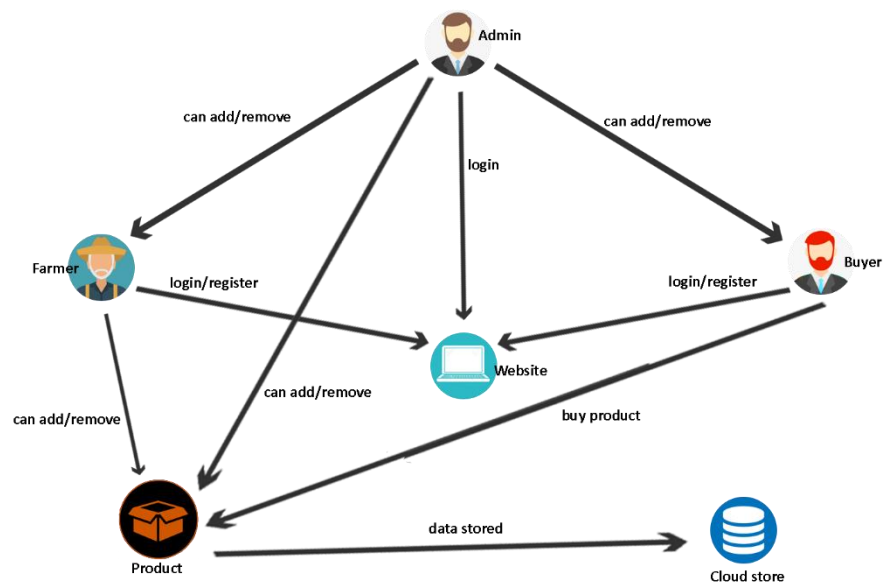 Admin
can add/remove
can add/remove
login
Farmer
Buyer
login/register
login/register
Website
can add/remove
can add/remove
buy product
data stored
Product
Cloud store